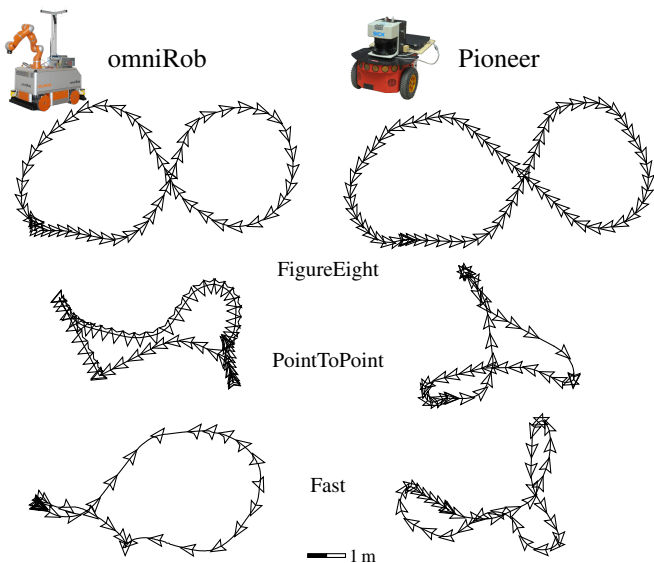 omniRob
Pioneer
FigureEight
PointToPoint
Fast
1 m